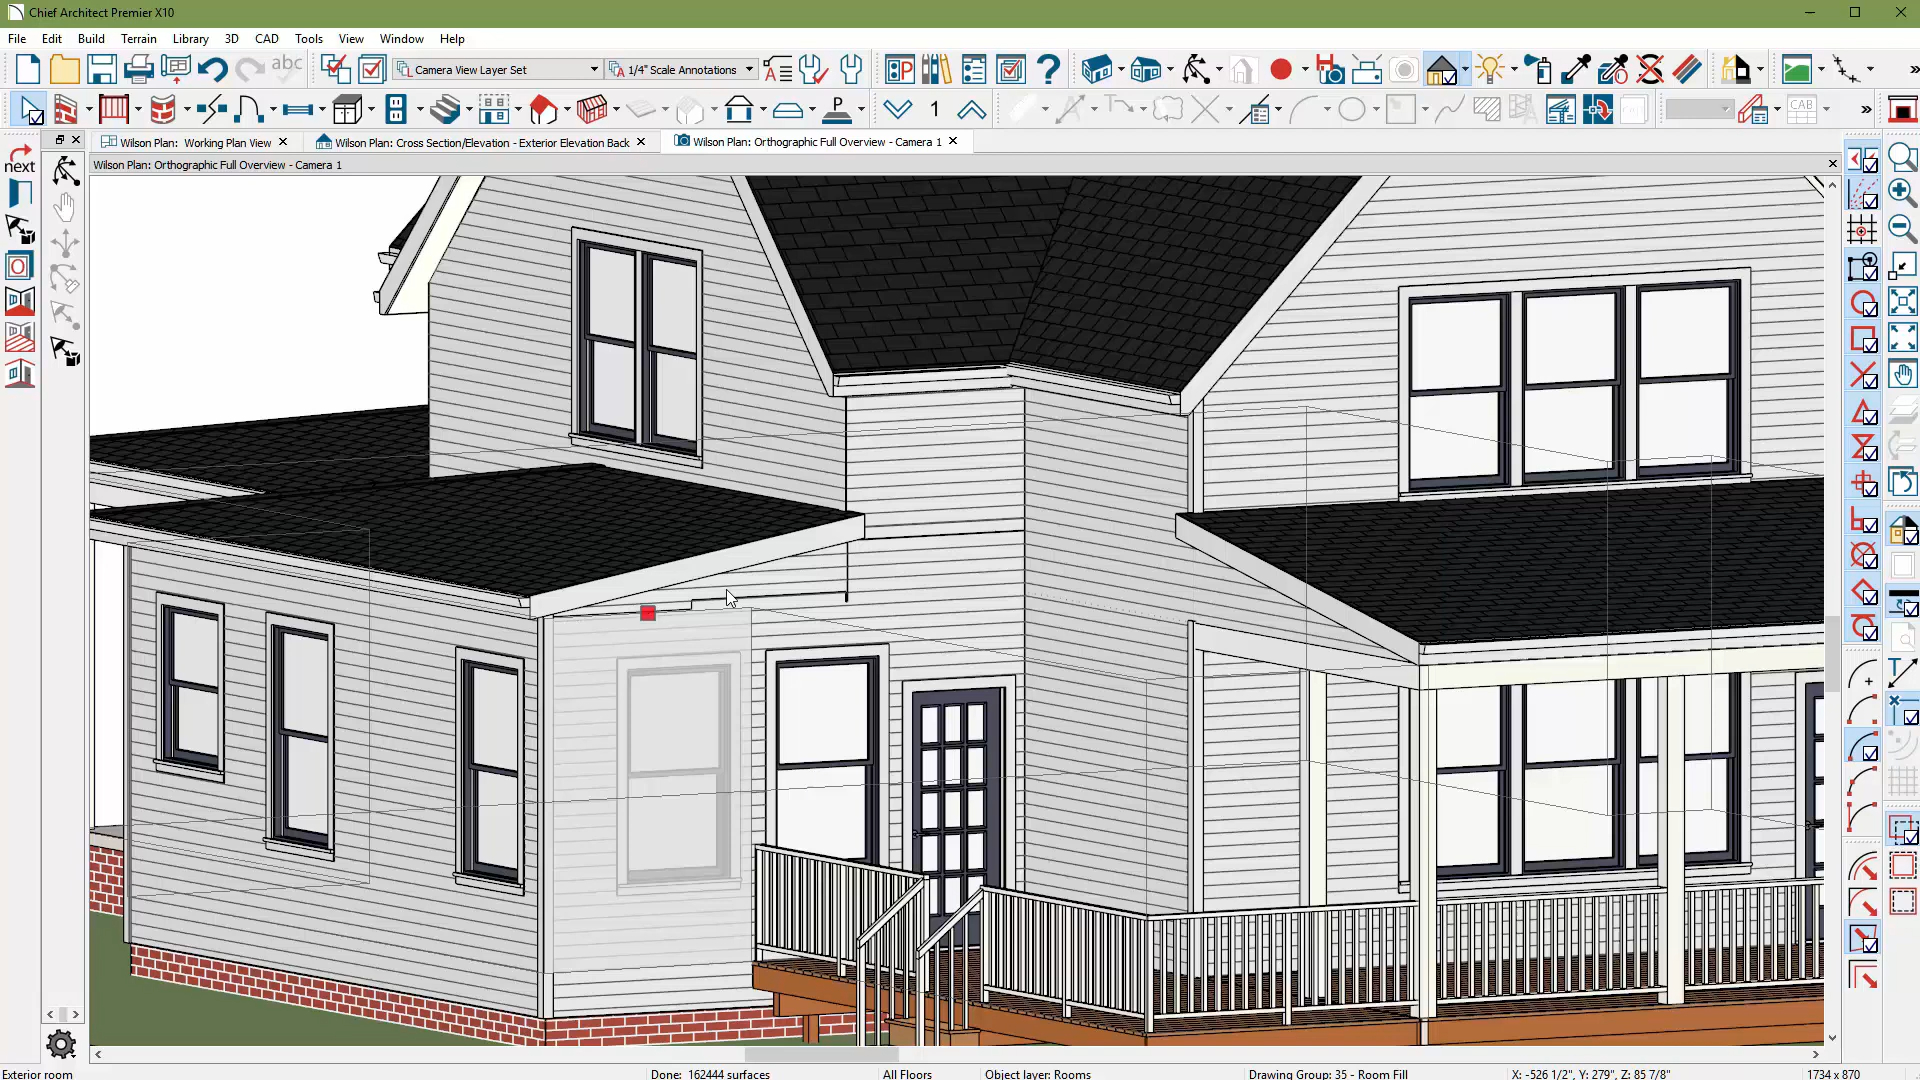 Chief Architect Premier X10
File Edit Build Terrain Library 3D CAD Tools View Window Help
abc Camera View Layer Set 1/4" Scale Annotations P
P 1 CAB
Wilson Plan: Working Plan View Wilson Plan: Cross Section/Elevation - Exterior Elevation Back Wilson Plan: Orthographic Full Overview - Camera 1
next
Wilson Plan: Orthographic Full Overview - Camera 1
Exterior room Done: 162444 surfaces All Floors Object layer: Rooms Drawing Group: 35 - Room Fill X: -526 1/2", Y: 279", Z: 85 7/8" 1734 x 870